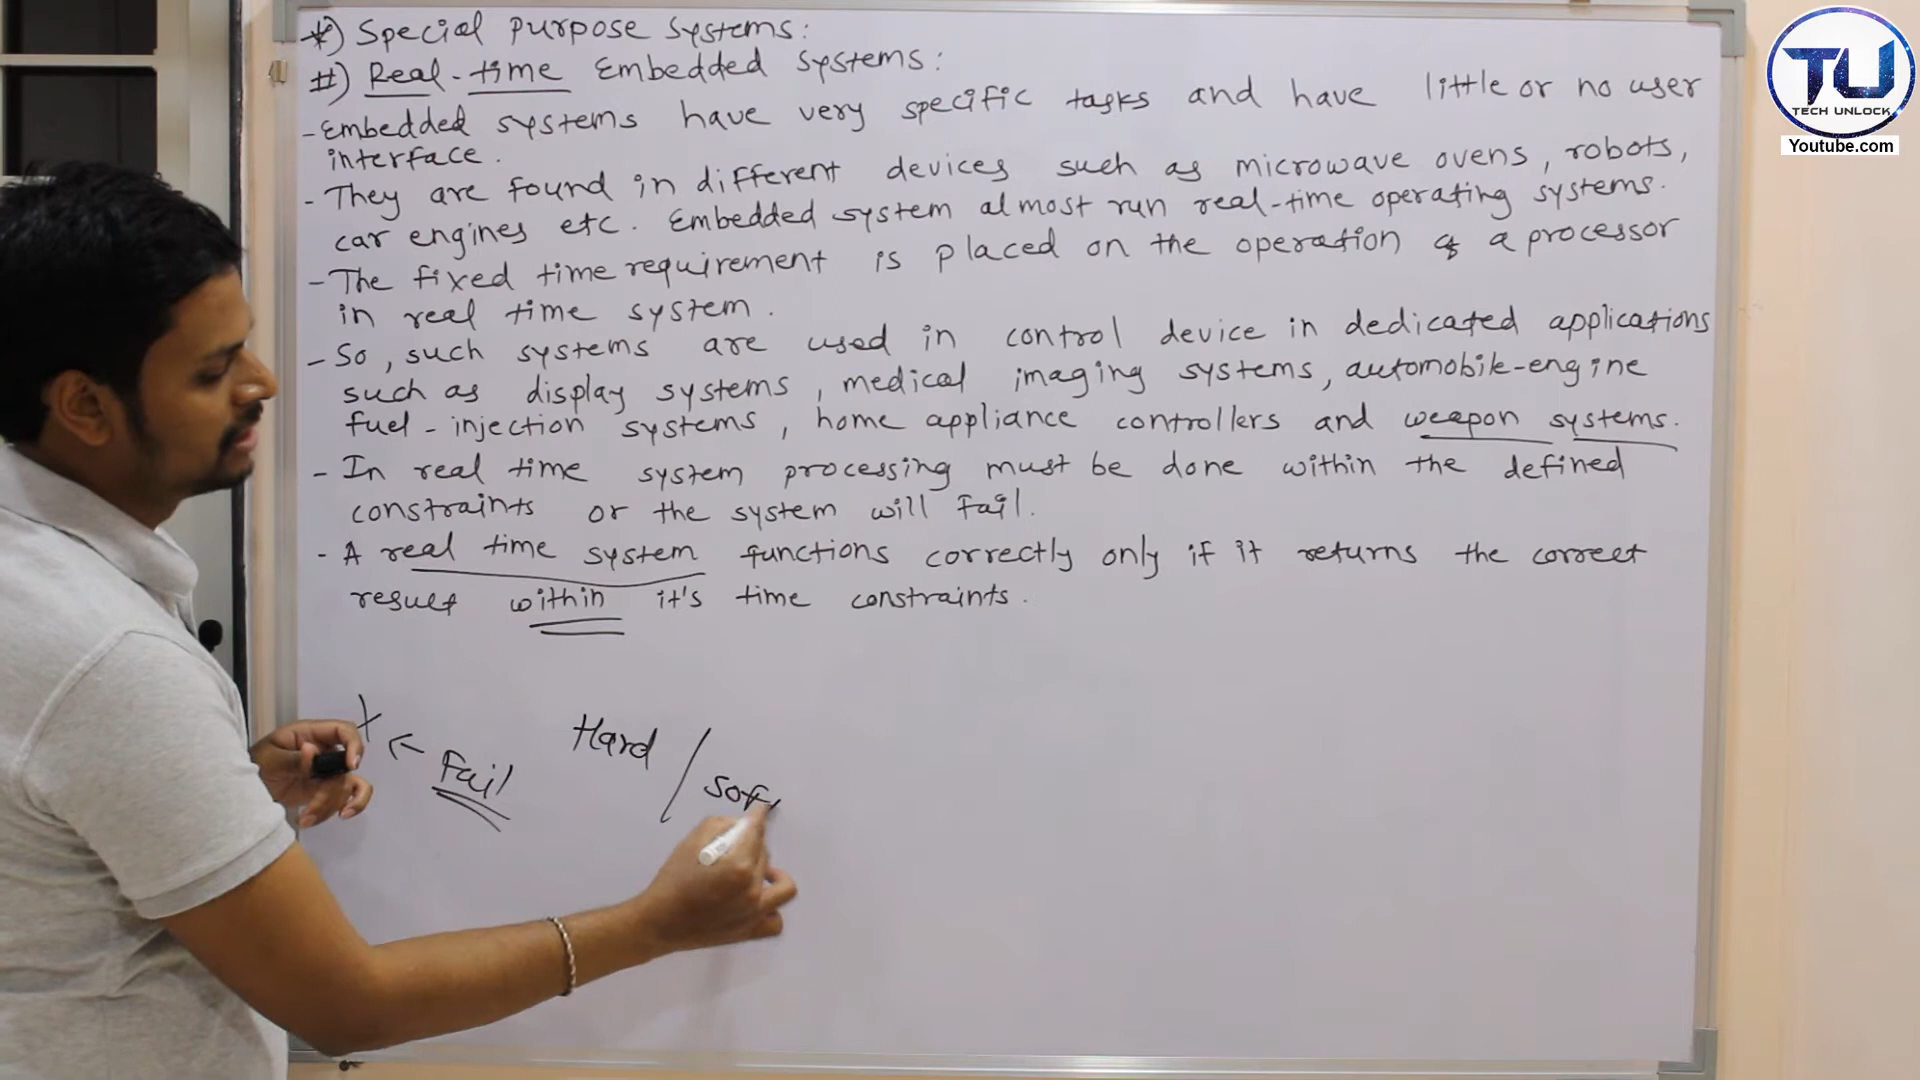 *) Special purpose systems:
#) Real-time Embedded systems:
- Embedded systems have very specific tasks and have little or no user
interface.
- They are found in different devices such as microwave ovens, robots,
car engines etc. Embedded system almost run real-time operating systems.
- The fixed time requirement is placed on the operation of a processor
in real time system.
- So, such systems are used in control device in dedicated applications
such as display systems, medical imaging systems, automobile-engine
fuel-injection systems, home appliance controllers and weapon systems.
- In real time system processing must be done within the defined
constraints or the system will Fail.
- A real time system functions correctly only if it returns the correct
result within it's time constraints.
← Fail Hard / Sof
TU
TECH UNLOCK
Youtube.com